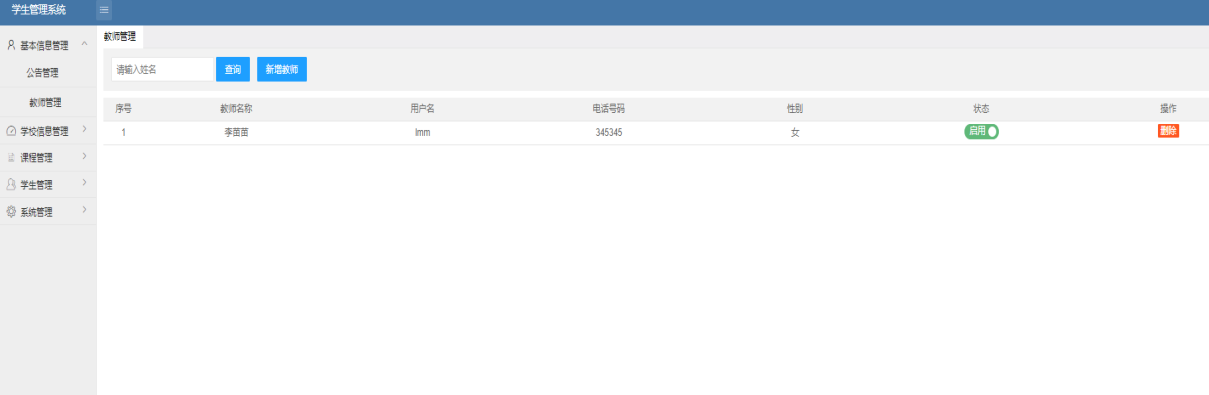 学生管理系统
教师管理
基本信息管理
公告管理
教师管理
学校信息管理
课程管理
学生管理
系统管理
请输入姓名 查询 新增教师
序号 教师名称 用户名 电话号码 性别 状态 操作
1 李苗苗 lmm 345345 女 启用 删除